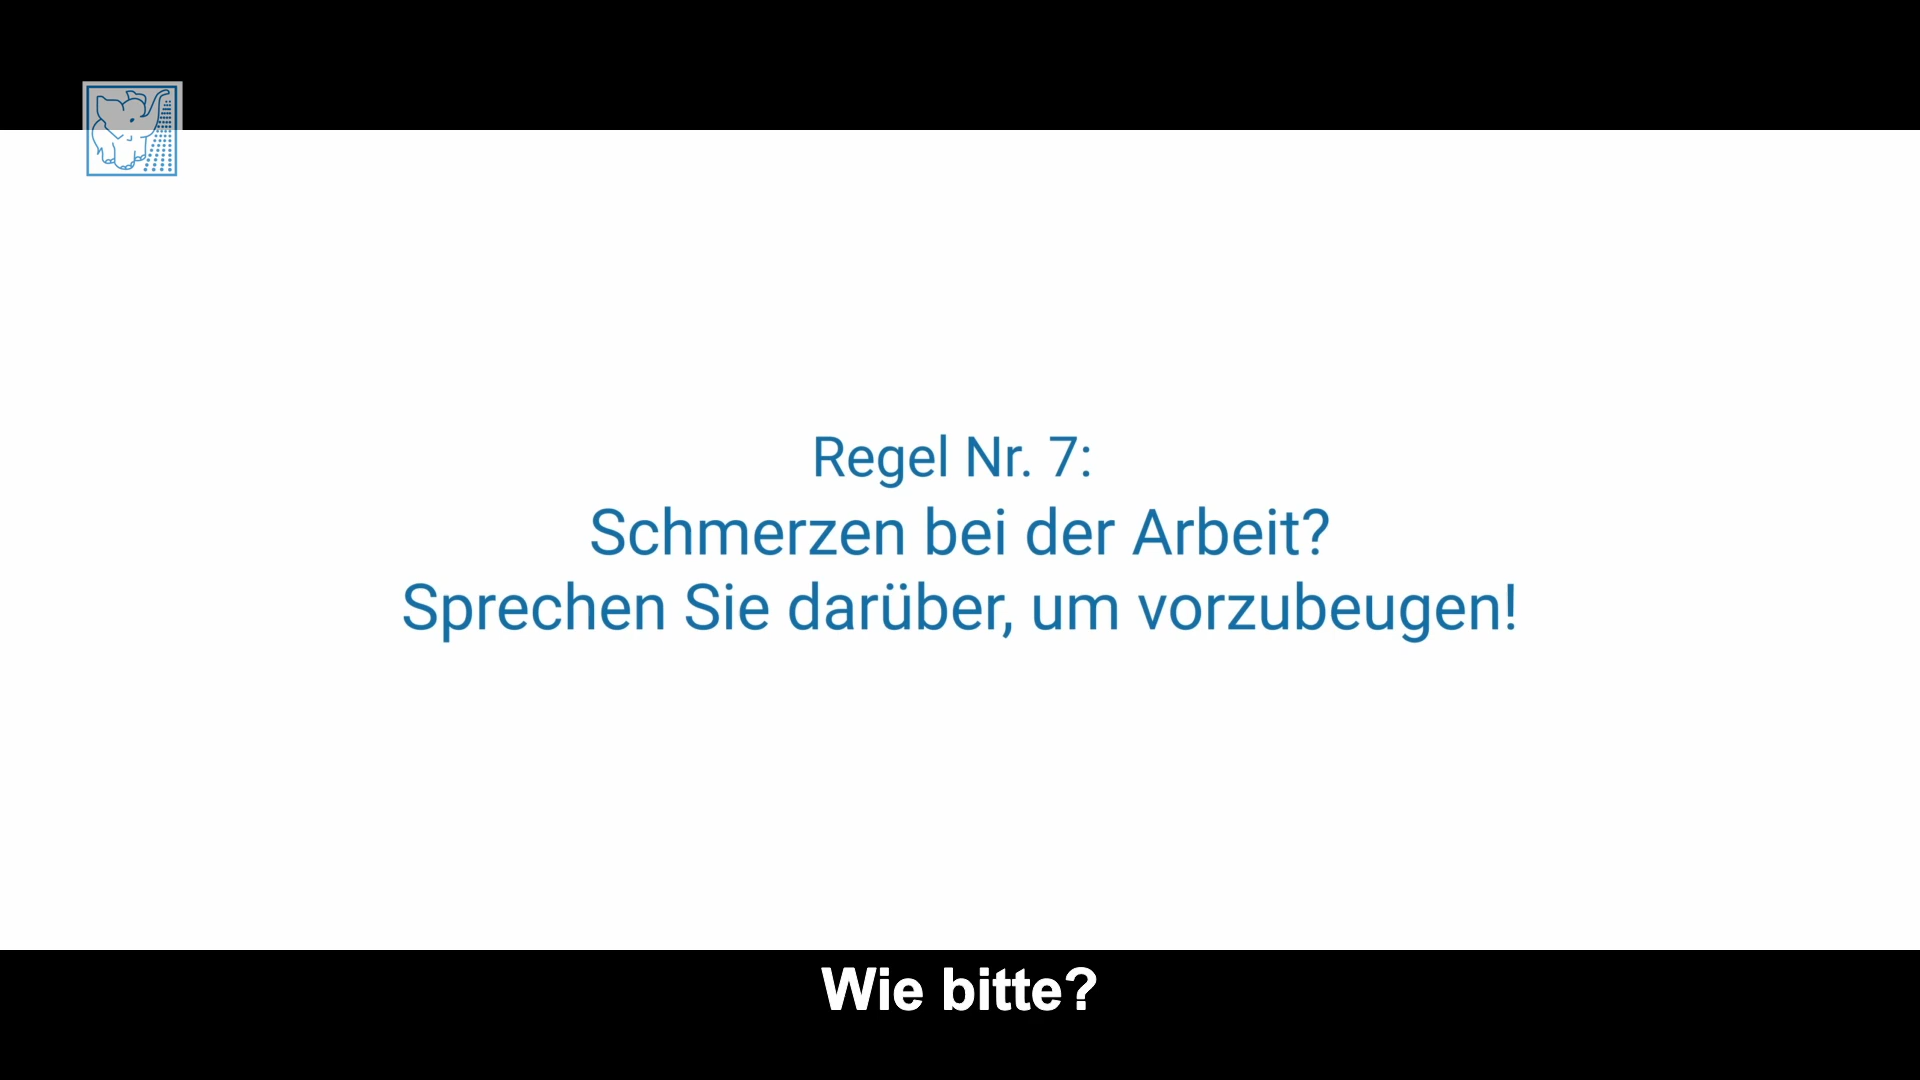 Regel Nr. 7:
Schmerzen bei der Arbeit?
Sprechen Sie darüber, um vorzubeugen!
Wie bitte?